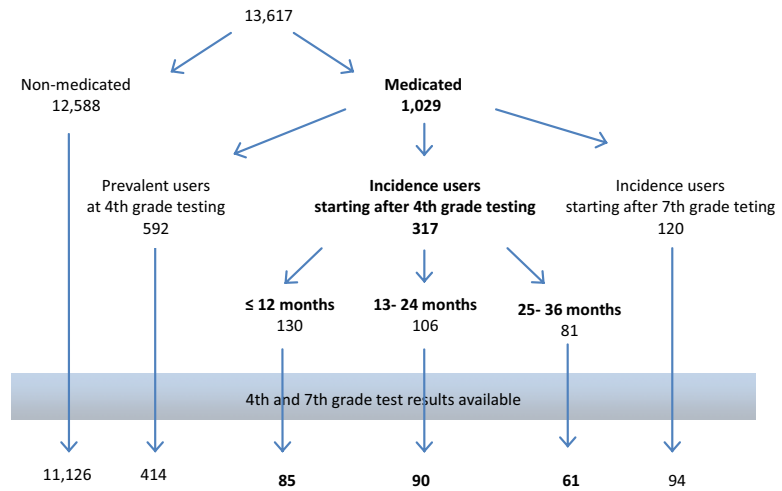 13,617
Non-medicated
12,588
Medicated
1,029
Prevalent users
at 4th grade testing
592
Incidence users
starting after 4th grade testing
317
Incidence users
starting after 7th grade teting
120
≤ 12 months
130
13- 24 months
106
25- 36 months
81
4th and 7th grade test results available
11,126
414
85
90
61
94